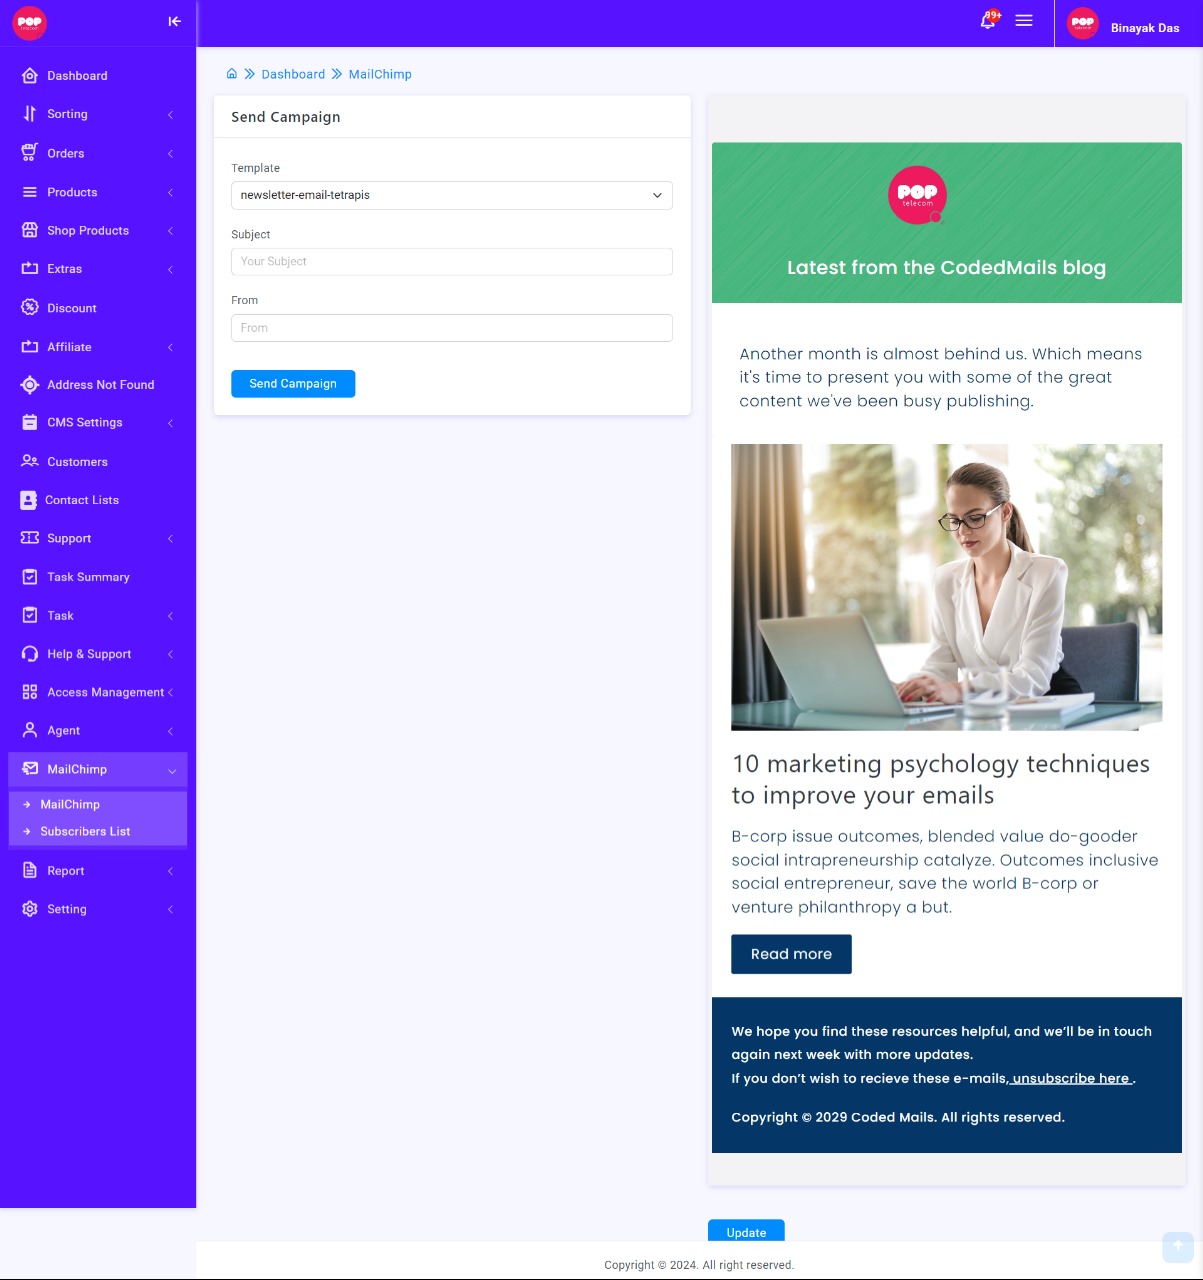 POP
telecom
99+
POP
telecom
Binayak Das
Dashboard
Sorting
Orders
Products
Shop Products
Extras
Discount
Affiliate
Address Not Found
CMS Settings
Customers
Contact Lists
Support
Task Summary
Task
Help & Support
Access Management
Agent
MailChimp
MailChimp
Subscribers List
Report
Setting
Dashboard
MailChimp
Send Campaign
Template
newsletter-email-tetrapis
Subject
Your Subject
From
From
Send Campaign
POP
telecom
Latest from the CodedMails blog
Another month is almost behind us. Which means
it's time to present you with some of the great
content we've been busy publishing.
10 marketing psychology techniques
to improve your emails
B-corp issue outcomes, blended value do-gooder
social intrapreneurship catalyze. Outcomes inclusive
social entrepreneur, save the world B-corp or
venture philanthropy a but.
Read more
We hope you find these resources helpful, and we’ll be in touch
again next week with more updates.
If you don’t wish to recieve these e-mails, unsubscribe here .
Copyright © 2029 Coded Mails. All rights reserved.
Update
Copyright © 2024. All right reserved.